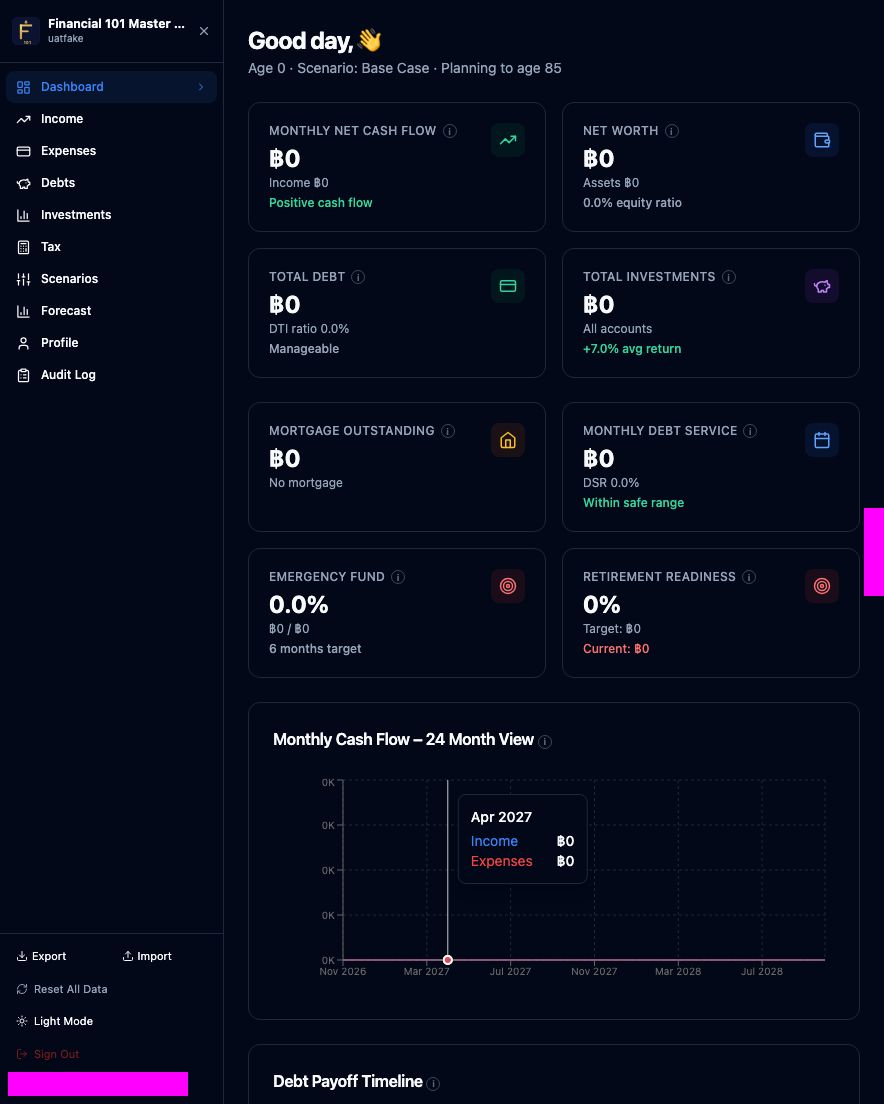 Financial 101 Master ...
uatfake
Dashboard
Income
Expenses
Debts
Investments
Tax
Scenarios
Forecast
Profile
Audit Log
Export
Import
Reset All Data
Light Mode
Sign Out
Good day,👋
Age 0 · Scenario: Base Case · Planning to age 85
MONTHLY NET CASH FLOW
฿0
Income ฿0
Positive cash flow
NET WORTH
฿0
Assets ฿0
0.0% equity ratio
TOTAL DEBT
฿0
DTI ratio 0.0%
Manageable
TOTAL INVESTMENTS
฿0
All accounts
+7.0% avg return
MORTGAGE OUTSTANDING
฿0
No mortgage
MONTHLY DEBT SERVICE
฿0
DSR 0.0%
Within safe range
EMERGENCY FUND
0.0%
฿0 / ฿0
6 months target
RETIREMENT READINESS
0%
Target: ฿0
Current: ฿0
Monthly Cash Flow – 24 Month View
0K
0K
0K
0K
0K
Apr 2027
Income ฿0
Expenses ฿0
Nov 2026 Mar 2027 Jul 2027 Nov 2027 Mar 2028 Jul 2028
Debt Payoff Timeline